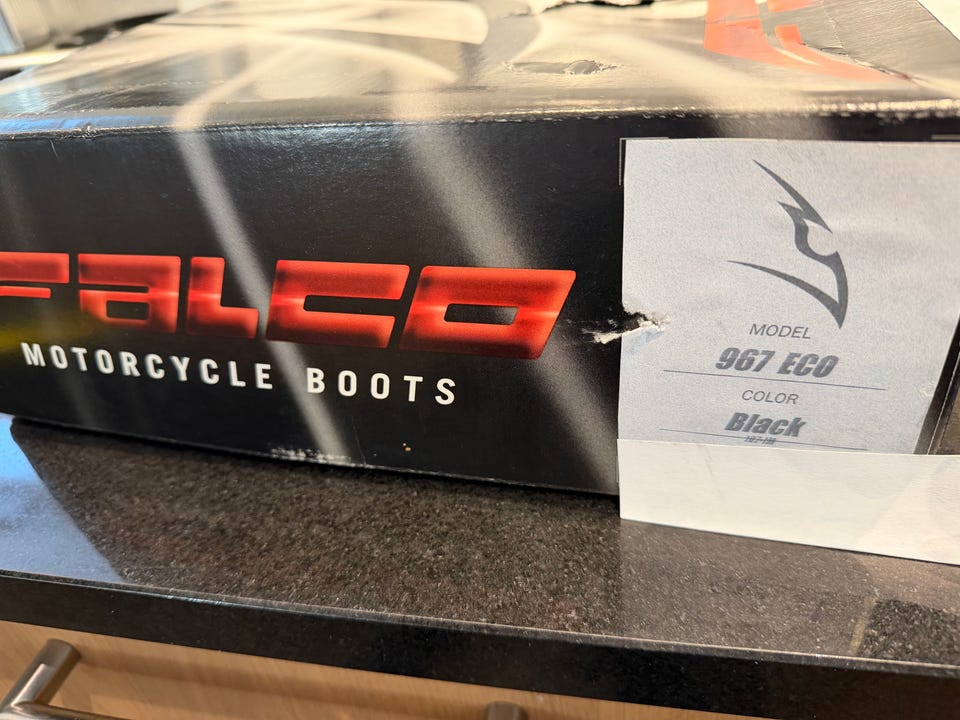 FALCO
MOTORCYCLE BOOTS
MODEL
967 ECO
COLOR
Black